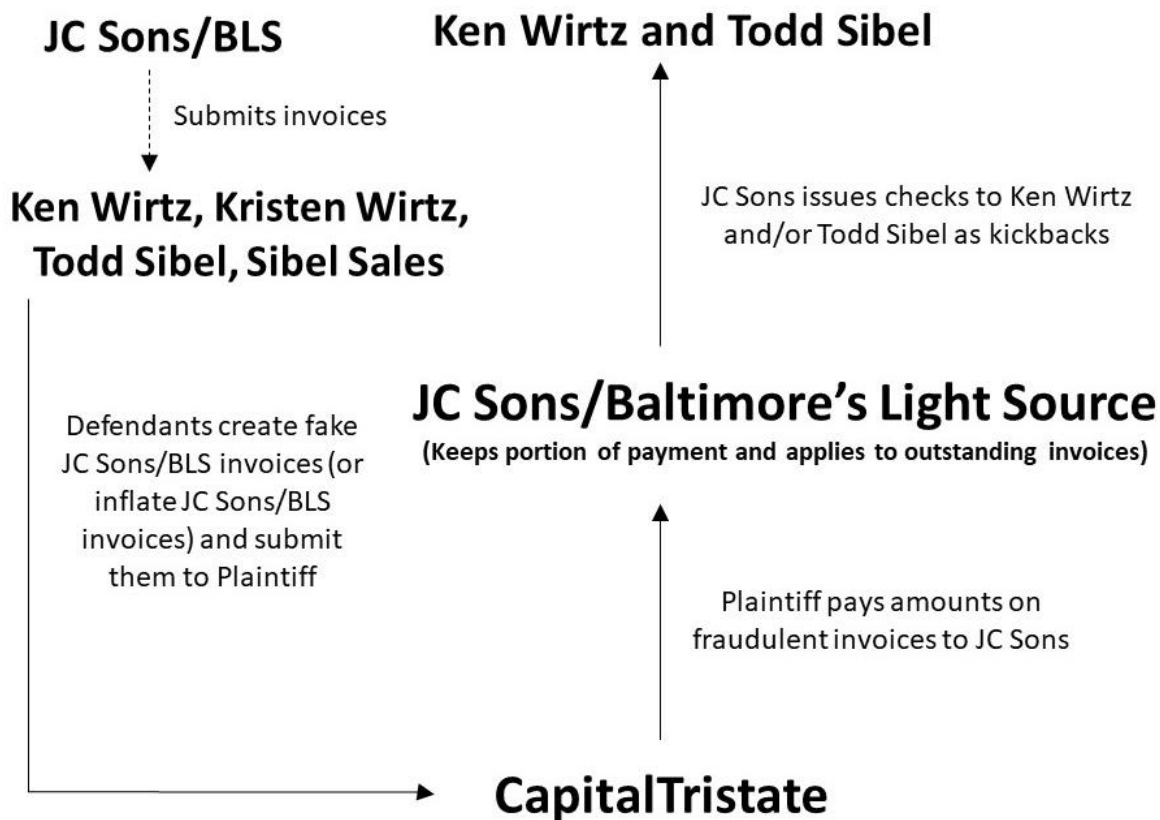 JC Sons/BLS
Submits invoices
Ken Wirtz, Kristen Wirtz,
Todd Sibel, Sibel Sales
Defendants create fake
JC Sons/BLS invoices (or
inflate JC Sons/BLS
invoices) and submit
them to Plaintiff
CapitalTristate
Plaintiff pays amounts on
fraudulent invoices to JC Sons
JC Sons/Baltimore’s Light Source
(Keeps portion of payment and applies to outstanding invoices)
JC Sons issues checks to Ken Wirtz
and/or Todd Sibel as kickbacks
Ken Wirtz and Todd Sibel